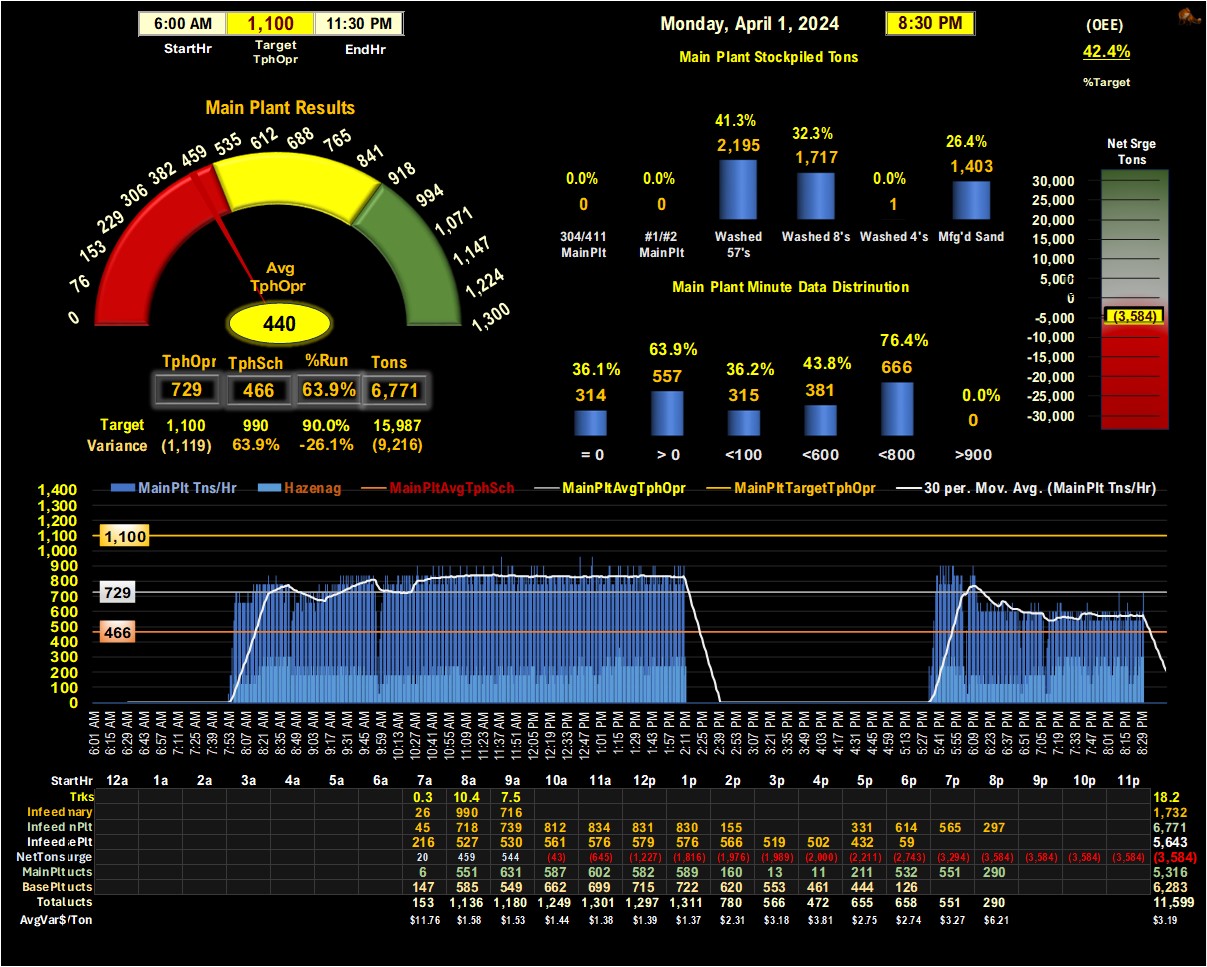 6:00 AM 1,100 11:30 PM
StartHr Target TphOpr EndHr
Monday, April 1, 2024 8:30 PM
(OEE)
42.4%
%Target
Main Plant Stockpiled Tons
Main Plant Results
0 76 153 229 306 382 459 535 612 688 765 841 918 994 1,071 1,147 1,224 1,300
Avg
TphOpr
440
TphOpr TphSch %Run Tons
729 466 63.9% 6,771
Target 1,100 990 90.0% 15,987
Variance (1,119) 63.9% -26.1% (9,216)
0.0% 0.0% 41.3% 32.3% 0.0% 26.4%
0 0 2,195 1,717 1 1,403
304/411 MainPlt #1/#2 MainPlt Washed 57's Washed 8's Washed 4's Mfg'd Sand
Main Plant Minute Data Distrinution
36.1% 63.9% 36.2% 43.8% 76.4% 0.0%
314 557 315 381 666 0
= 0 > 0 <100 <600 <800 >900
Net Srge
Tons
30,000
25,000
20,000
15,000
10,000
5,000
0
-5,000
-10,000
-15,000
-20,000
-25,000
-30,000
(3,584)
MainPlt Tns/Hr Hazenag MainPltAvgTphSch MainPltAvgTphOpr MainPltTargetTphOpr 30 per. Mov. Avg. (MainPlt Tns/Hr)
1,400
1,300
1,200
1,100
1,000
900
800
700
600
500
400
300
200
100
0
1,100
729
466
6:01 AM 6:15 AM 6:29 AM 6:43 AM 6:57 AM 7:11 AM 7:25 AM 7:39 AM 7:53 AM 8:07 AM 8:21 AM 8:35 AM 8:49 AM 9:03 AM 9:17 AM 9:31 AM 9:45 AM 9:59 AM 10:13 AM 10:27 AM 10:41 AM 10:55 AM 11:09 AM 11:23 AM 11:37 AM 11:51 AM 12:05 PM 12:19 PM 12:33 PM 12:47 PM 1:01 PM 1:15 PM 1:29 PM 1:43 PM 1:57 PM 2:11 PM 2:25 PM 2:39 PM 2:53 PM 3:07 PM 3:21 PM 3:35 PM 3:49 PM 4:03 PM 4:17 PM 4:31 PM 4:45 PM 4:59 PM 5:13 PM 5:27 PM 5:41 PM 5:55 PM 6:09 PM 6:23 PM 6:37 PM 6:51 PM 7:05 PM 7:19 PM 7:33 PM 7:47 PM 8:01 PM 8:15 PM 8:29 PM
StartHr 12a 1a 2a 3a 4a 5a 6a 7a 8a 9a 10a 11a 12p 1p 2p 3p 4p 5p 6p 7p 8p 9p 10p 11p
Trks 0.3 10.4 7.5 18.2
Infeed nary 26 990 716 1,732
Infeed nPlt 45 718 739 812 834 831 830 155 331 614 565 297 6,771
Infeed ePlt 216 527 530 561 576 579 576 566 519 502 432 59 5,643
NetTons urge 20 459 544 (43) (645) (1,227) (1,816) (1,976) (1,989) (2,000) (2,211) (2,743) (3,294) (3,584) (3,584) (3,584) (3,584) (3,584)
MainPlt ucts 6 551 631 587 602 582 589 160 13 11 211 532 551 290 5,316
BasePlt ucts 147 585 549 662 699 715 722 620 553 461 444 126 6,283
Total ucts 153 1,136 1,180 1,249 1,301 1,297 1,311 780 566 472 655 658 551 290 11,599
AvgVar$/Ton $11.76 $1.58 $1.53 $1.44 $1.38 $1.39 $1.37 $2.31 $3.18 $3.81 $2.75 $2.74 $3.27 $6.21 $3.19